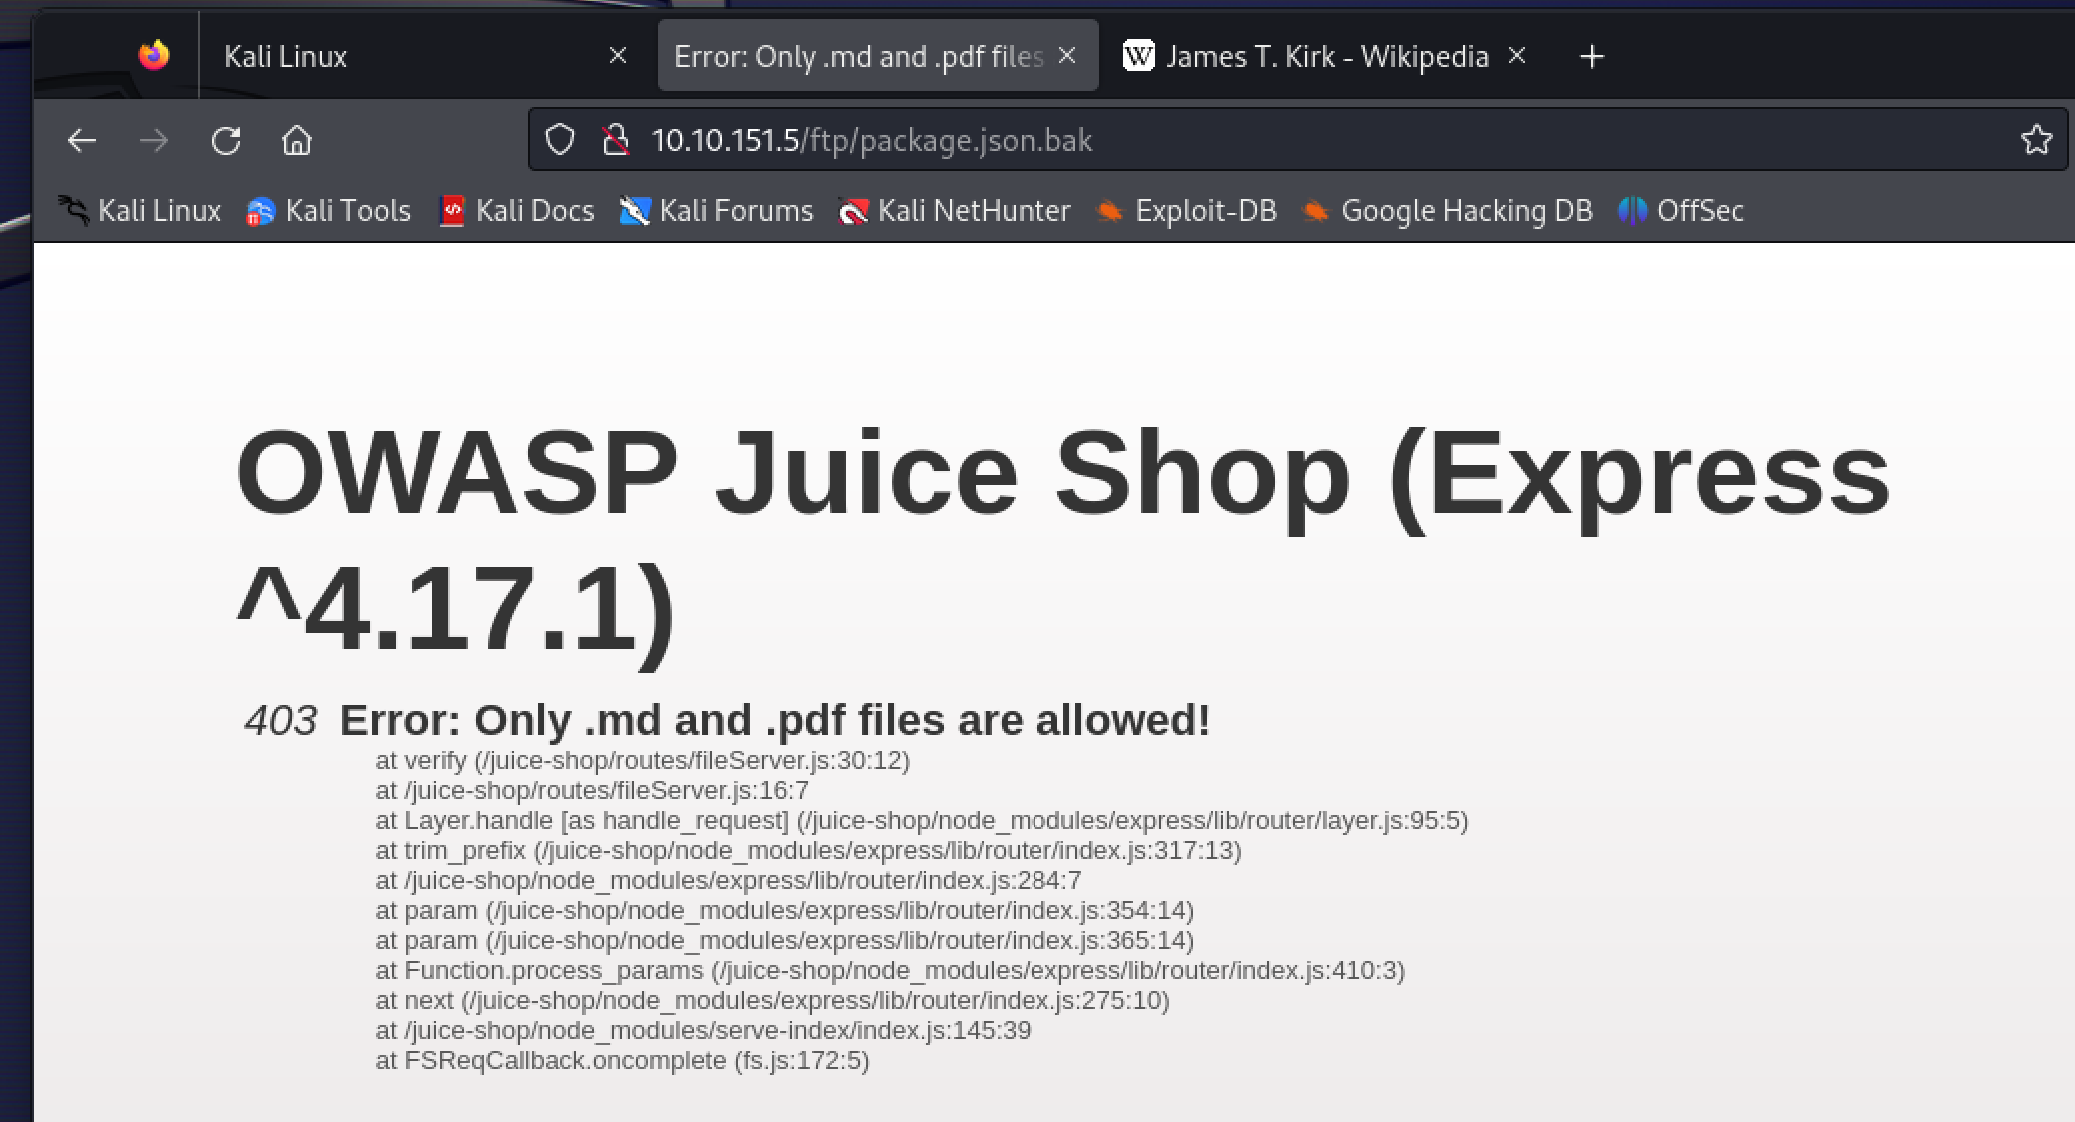 Kali Linux
Error: Only .md and .pdf files
W James T. Kirk - Wikipedia
10.10.151.5/ftp/package.json.bak
Kali Linux Kali Tools Kali Docs Kali Forums Kali NetHunter Exploit-DB Google Hacking DB OffSec
OWASP Juice Shop (Express
^4.17.1)
403 Error: Only .md and .pdf files are allowed!
at verify (/juice-shop/routes/fileServer.js:30:12)
at /juice-shop/routes/fileServer.js:16:7
at Layer.handle [as handle_request] (/juice-shop/node_modules/express/lib/router/layer.js:95:5)
at trim_prefix (/juice-shop/node_modules/express/lib/router/index.js:317:13)
at /juice-shop/node_modules/express/lib/router/index.js:284:7
at param (/juice-shop/node_modules/express/lib/router/index.js:354:14)
at param (/juice-shop/node_modules/express/lib/router/index.js:365:14)
at Function.process_params (/juice-shop/node_modules/express/lib/router/index.js:410:3)
at next (/juice-shop/node_modules/express/lib/router/index.js:275:10)
at /juice-shop/node_modules/serve-index/index.js:145:39
at FSReqCallback.oncomplete (fs.js:172:5)